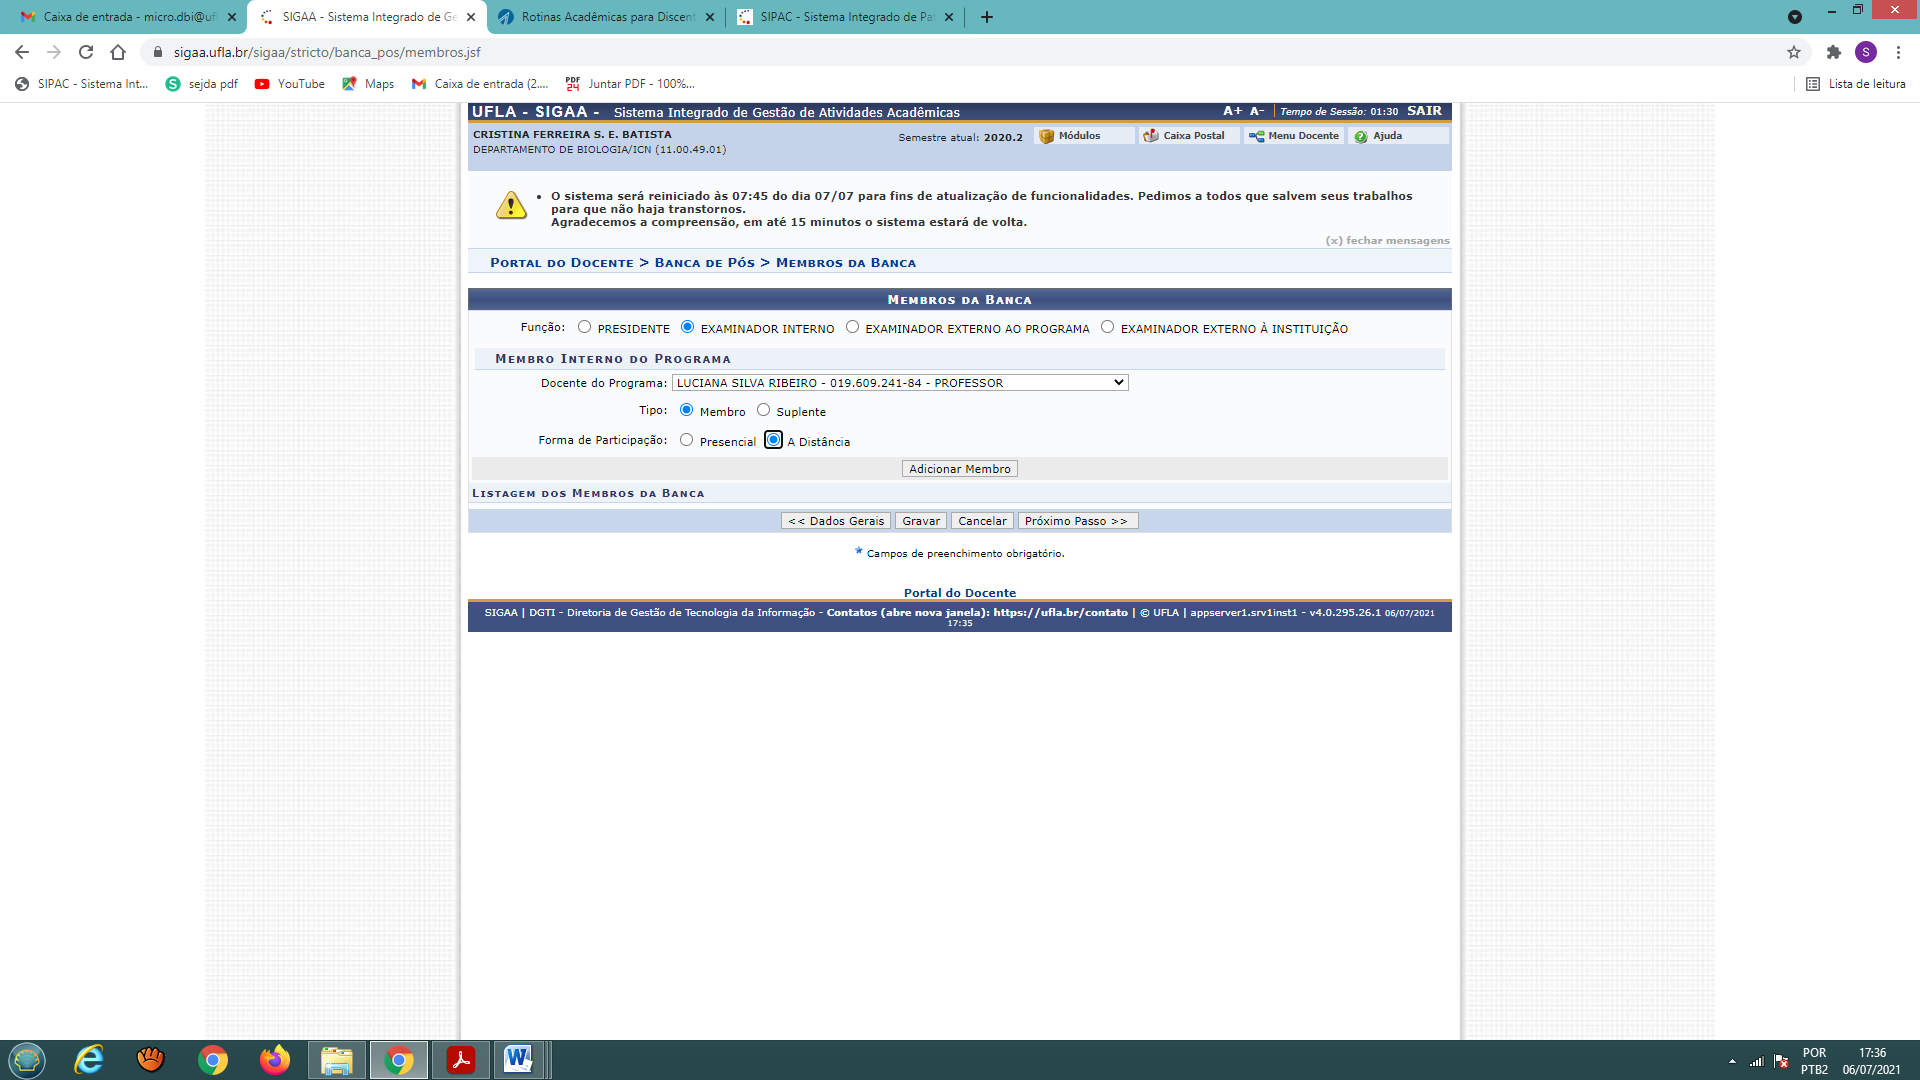 Caixa de entrada - micro.dbi@ufl
SIGAA - Sistema Integrado de Ge
Rotinas Acadêmicas para Discent
SIPAC - Sistema Integrado de Pat
sigaa.ufla.br/sigaa/stricto/banca_pos/membros.jsf
S
SIPAC - Sistema Int...
sejda pdf
YouTube
Maps
Caixa de entrada (2....
Juntar PDF - 100%...
Lista de leitura
UFLA - SIGAA - Sistema Integrado de Gestão de Atividades Acadêmicas
A+ A- Tempo de Sessão: 01:30 SAIR
CRISTINA FERREIRA S. E. BATISTA
DEPARTAMENTO DE BIOLOGIA/ICN (11.00.49.01)
Semestre atual: 2020.2
Módulos
Caixa Postal
Menu Docente
Ajuda
• O sistema será reiniciado às 07:45 do dia 07/07 para fins de atualização de funcionalidades. Pedimos a todos que salvem seus trabalhos
para que não haja transtornos.
Agradecemos a compreensão, em até 15 minutos o sistema estará de volta.
(x) fechar mensagens
Portal do Docente > Banca de Pós > Membros da Banca
Membros da Banca
Função: PRESIDENTE EXAMINADOR INTERNO EXAMINADOR EXTERNO AO PROGRAMA EXAMINADOR EXTERNO À INSTITUIÇÃO
Membro Interno do Programa
Docente do Programa: LUCIANA SILVA RIBEIRO - 019.609.241-84 - PROFESSOR
Tipo: Membro Suplente
Forma de Participação: Presencial A Distância
Adicionar Membro
Listagem dos Membros da Banca
<< Dados Gerais Gravar Cancelar Próximo Passo >>
Campos de preenchimento obrigatório.
Portal do Docente
SIGAA | DGTI - Diretoria de Gestão de Tecnologia da Informação - Contatos (abre nova janela): https://ufla.br/contato | © UFLA | appserver1.srv1inst1 - v4.0.295.26.1 06/07/2021
17:35
POR
PTB2
17:36
06/07/2021